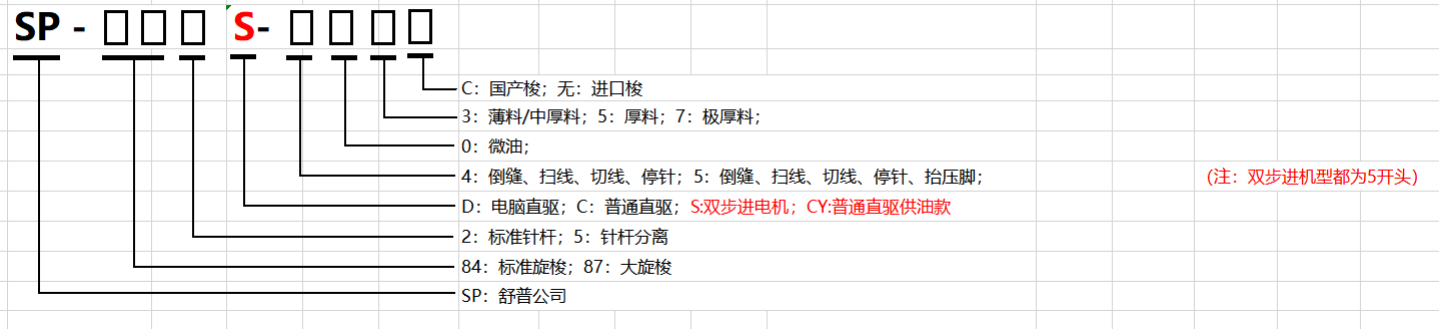 SP - □□□ S- □□□□
C：国产梭；无：进口梭
3：薄料/中厚料；5：厚料；7：极厚料；
0：微油；
4：倒缝、扫线、切线、停针；5：倒缝、扫线、切线、停针、抬压脚；
（注：双步进机型都为5开头）
D：电脑直驱；C：普通直驱；S:双步进电机；CY:普通直驱供油款
2：标准针杆；5：针杆分离
84：标准旋梭；87：大旋梭
SP：舒普公司